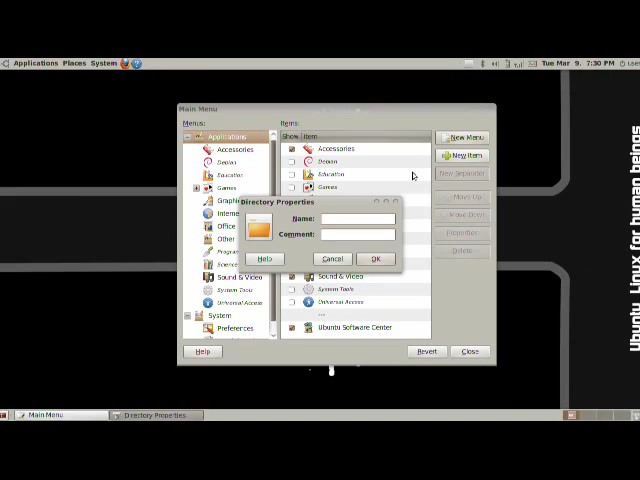 Applications Places System
Tue Mar 9, 7:30 PM
Main Menu
Menus:
Items:
Applications
Accessories
Debian
Education
Games
Internet
Office
Other
Sound & Video
System Tools
Universal Access
System
Preferences
Show Item
Accessories
Debian
Education
Games
Sound & Video
System Tools
Universal Access
---
Ubuntu Software Center
New Menu
New Item
New Separator
Move Up
Move Down
Properties
Delete
Help
Revert
Close
Directory Properties
Name:
Comment:
Help
Cancel
OK
Main Menu
Directory Properties
Ubuntu Linux for human beings